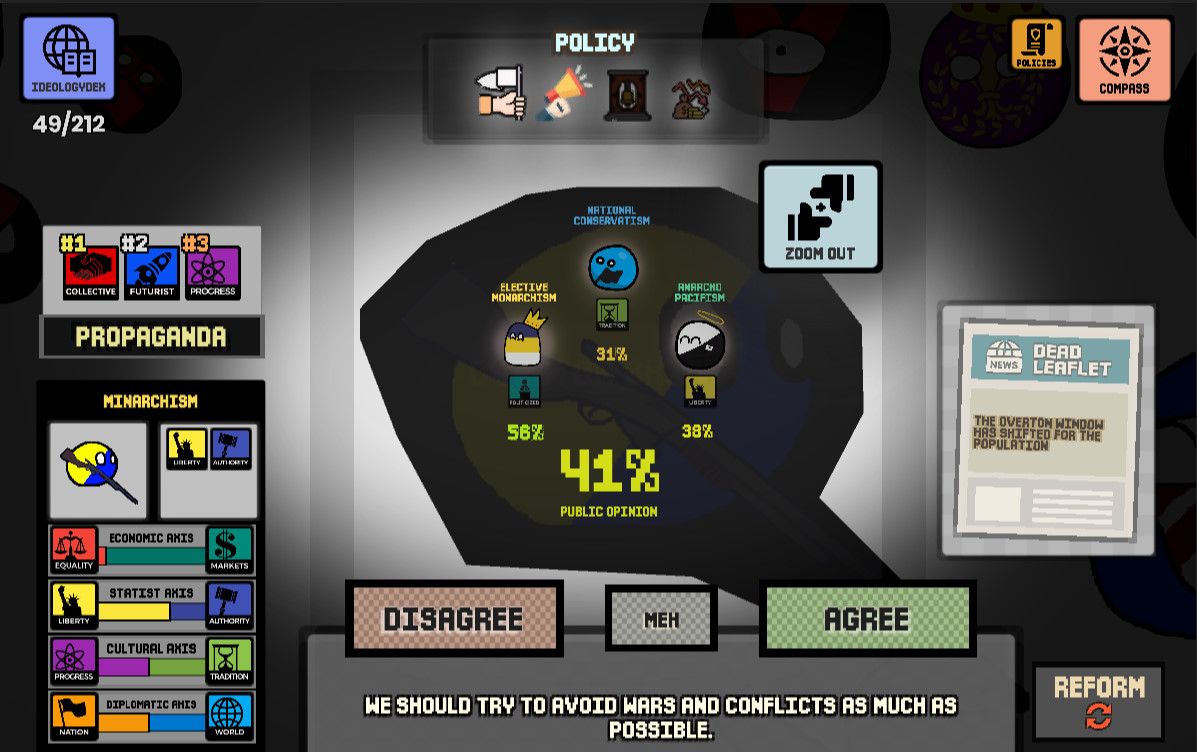 IDEOLOGYDEX
49/212
POLICY
POLICIES
COMPASS
ZOOM OUT
#1 #2 #3
COLLECTIVE FUTURIST PROGRESS
PROPAGANDA
MINARCHISM
LIBERTY AUTHORITY
ECONOMIC AXIS
EQUALITY MARKETS
STATIST AXIS
LIBERTY AUTHORITY
CULTURAL AXIS
PROGRESS TRADITION
DIPLOMATIC AXIS
NATION WORLD
NATIONAL
CONSERVATISM
TRADITION
31%
ELECTIVE
MONARCHISM
POLITICIZED
56%
ANARCHO
PACIFISM
LIBERTY
38%
41%
PUBLIC OPINION
NEWS
DEAD
LEAFLET
THE OVERTON WINDOW
HAS SHIFTED FOR THE
POPULATION
DISAGREE
MEH
AGREE
WE SHOULD TRY TO AVOID WARS AND CONFLICTS AS MUCH AS
POSSIBLE.
REFORM